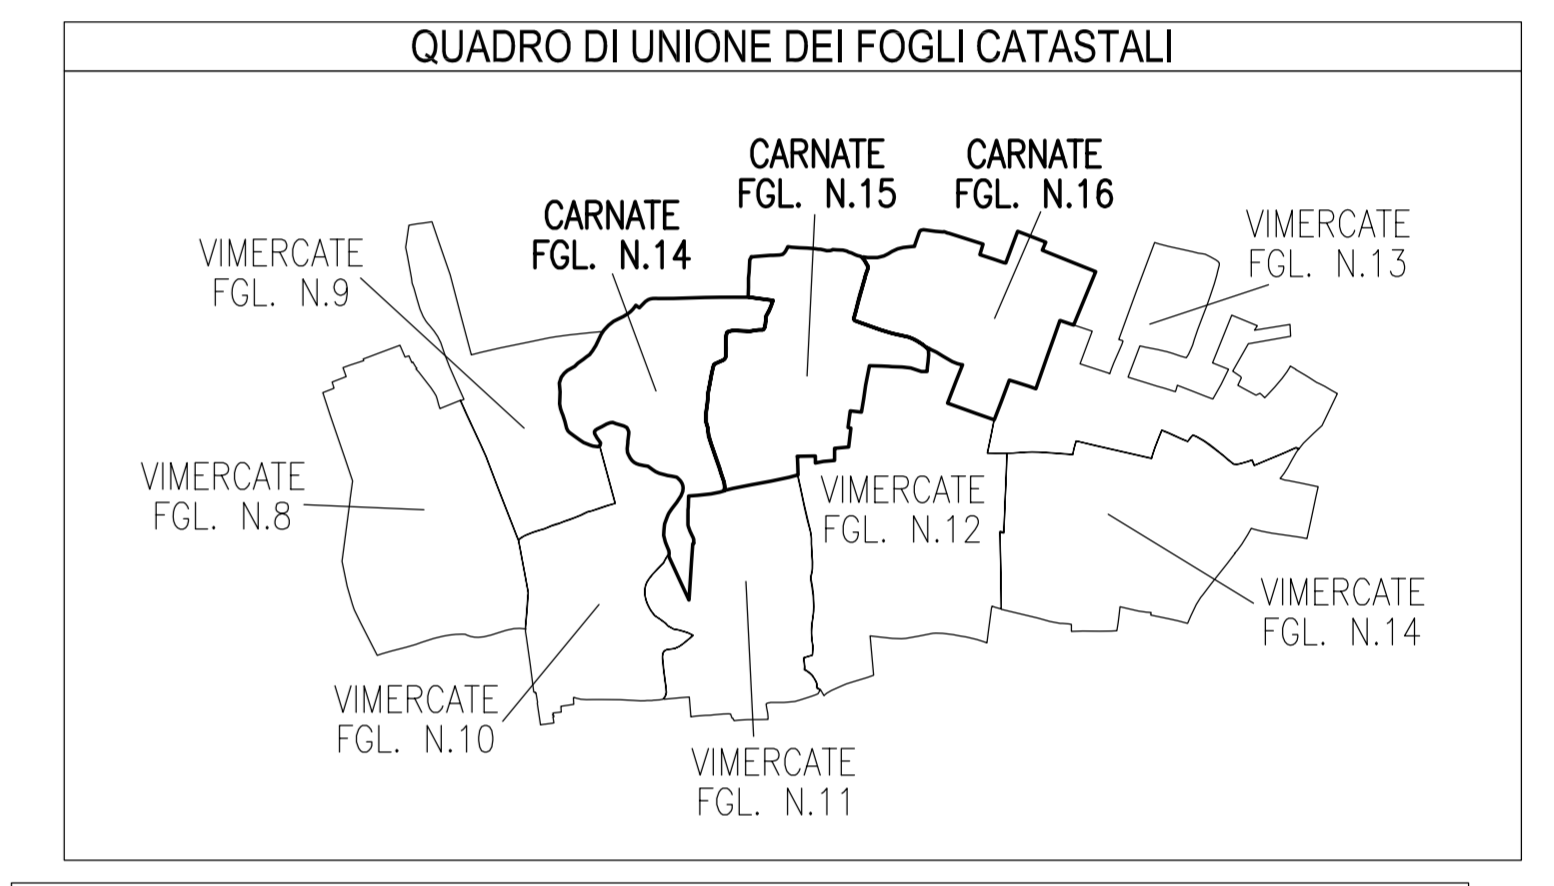 QUADRO DI UNIONE DEI FOGLI CATASTALI
CARNATE
FGL. N.15
CARNATE
FGL. N.16
CARNATE
FGL. N.14
VIMERCATE
FGL. N.13
VIMERCATE
FGL. N.9
VIMERCATE
FGL. N.8
VIMERCATE
FGL. N.12
VIMERCATE
FGL. N.14
VIMERCATE
FGL. N.10
VIMERCATE
FGL. N.11